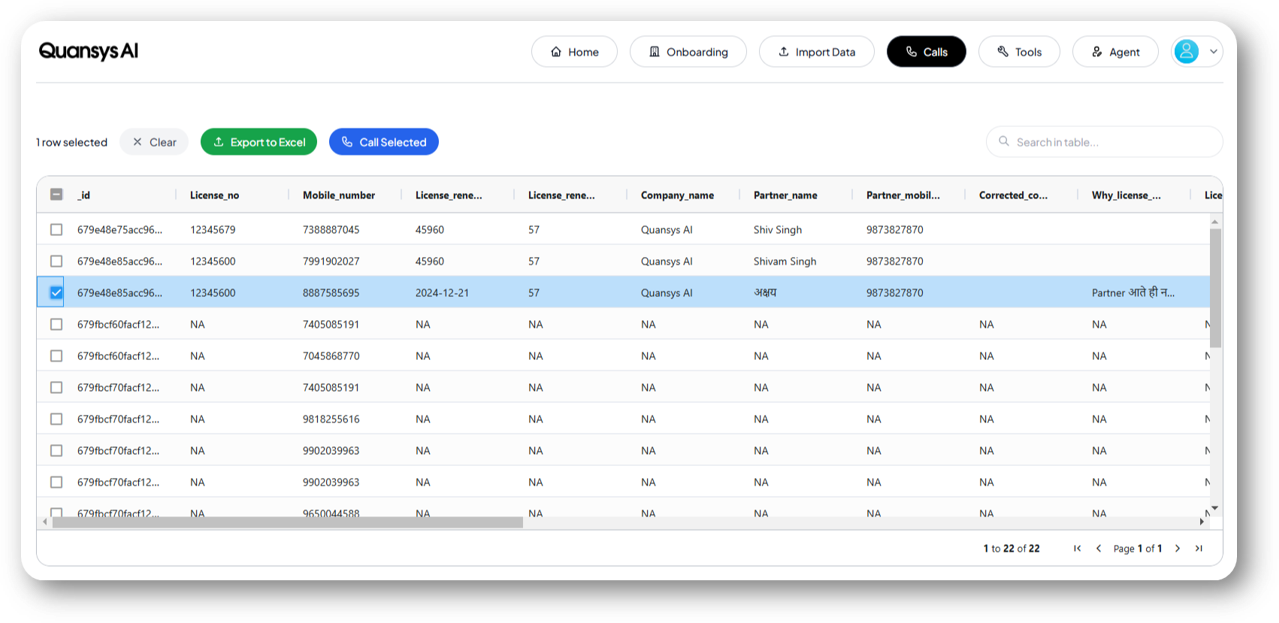 Quansys AI
Home Onboarding Import Data Calls Tools Agent
1 row selected Clear Export to Excel Call Selected Search in table...
_id License_no Mobile_number License_rene... License_rene... Company_name Partner_name Partner_mobil... Corrected_co... Why_license_... Lice
679e48e75acc96... 12345679 7388887045 45960 57 Quansys AI Shiv Singh 9873827870
679e48e85acc96... 12345600 7991902027 45960 57 Quansys AI Shivam Singh 9873827870
679e48e85acc96... 12345600 8887585695 2024-12-21 57 Quansys AI अक्षय 9873827870 Partner आते ही न...
679fbcf60facf12... NA 7405085191 NA NA NA NA NA NA NA N
679fbcf60facf12... NA 7045868770 NA NA NA NA NA NA NA N
679fbcf70facf12... NA 7405085191 NA NA NA NA NA NA NA N
679fbcf70facf12... NA 9818255616 NA NA NA NA NA NA NA N
679fbcf70facf12... NA 9902039963 NA NA NA NA NA NA NA N
679fbcf70facf12... NA 9902039963 NA NA NA NA NA NA NA N
679fbcf70facf12... NA 9650044588 NA NA NA NA NA NA NA N
1 to 22 of 22 Page 1 of 1